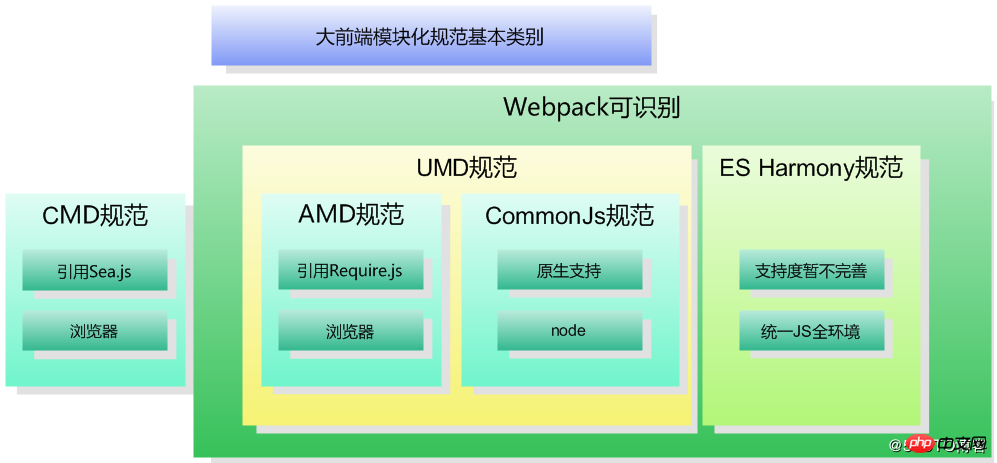 大前端模块化规范基本类别
Webpack可识别
UMD规范
ES Harmony规范
CMD规范
AMD规范
CommonJs规范
引用Sea.js
引用Require.js
原生支持
支持度暂不完善
浏览器
浏览器
node
统一JS全环境
php中文网